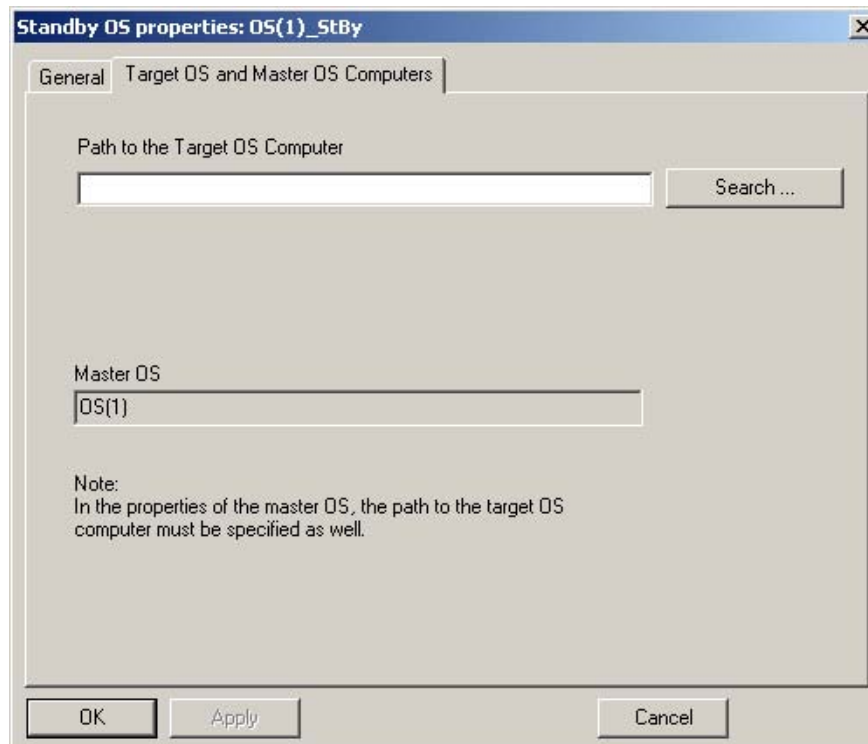 Standby OS properties: OS(1)_StBy
General
Target OS and Master OS Computers
Path to the Target OS Computer
Search ...
Master OS
OS(1)
Note:
In the properties of the master OS, the path to the target OS
computer must be specified as well.
OK
Apply
Cancel